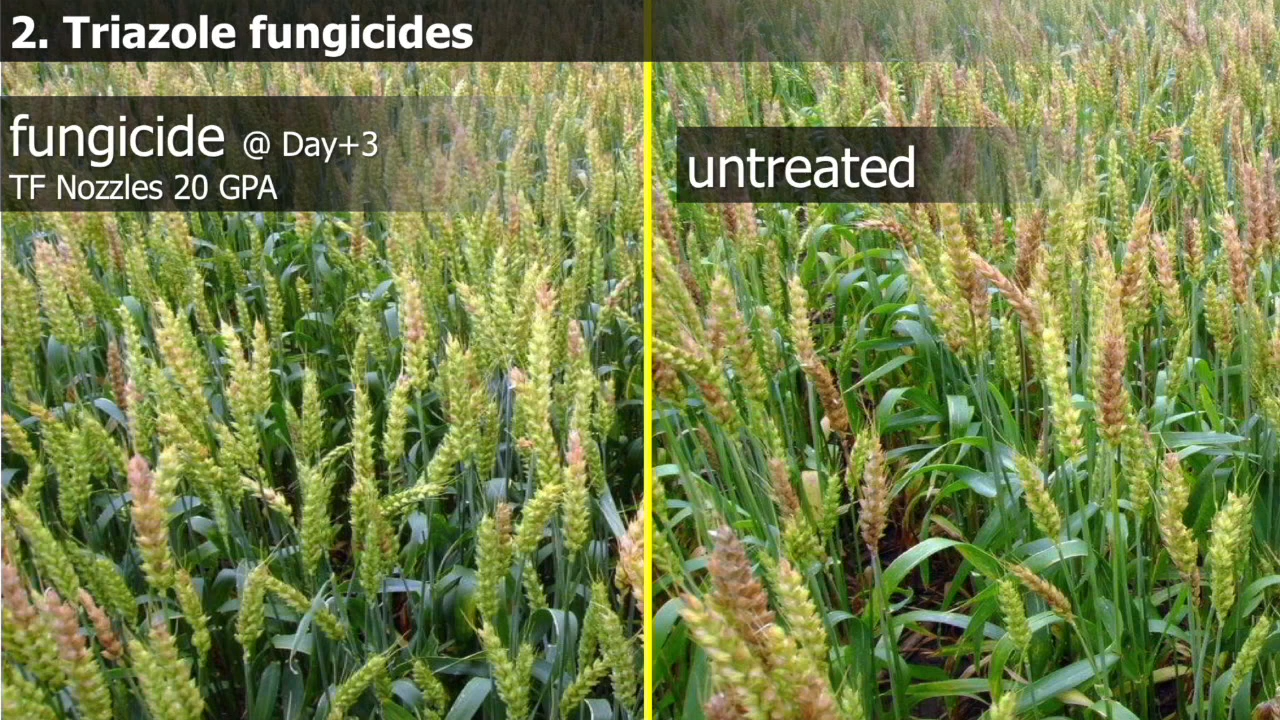 2. Triazole fungicides
fungicide @ Day+3
TF Nozzles 20 GPA
untreated